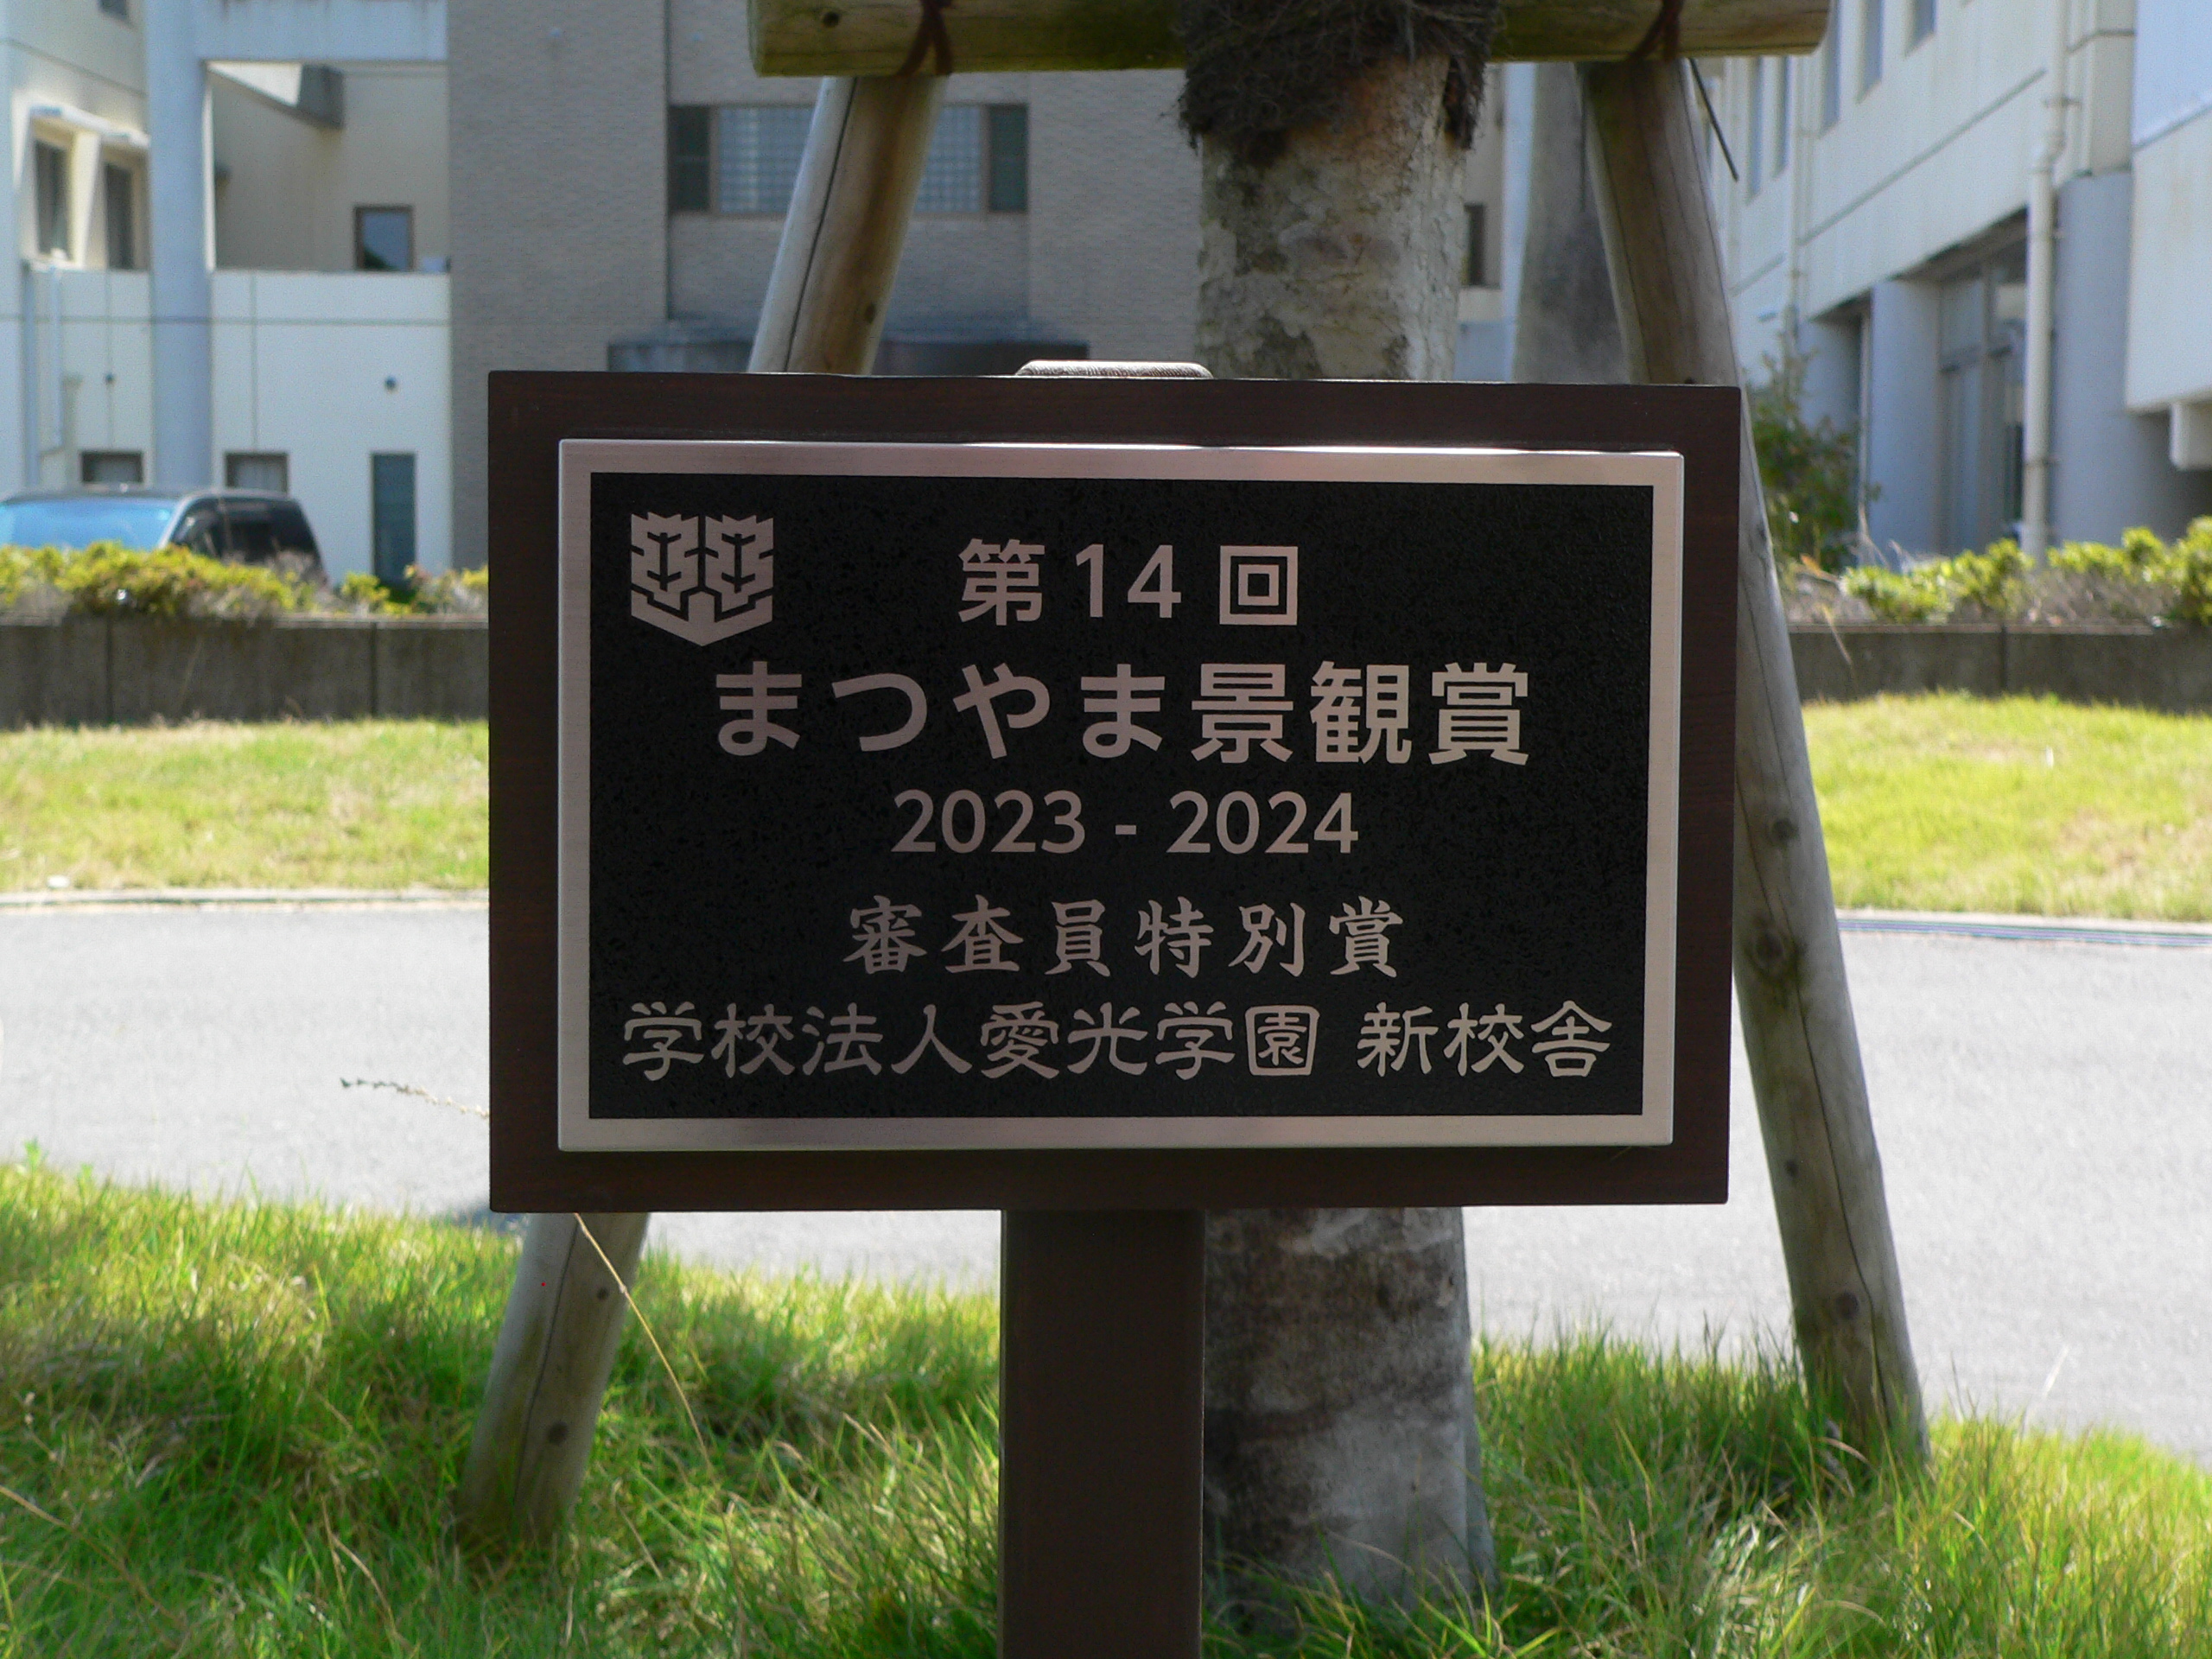 第14回
まつやま景観賞
2023 - 2024
審査員特別賞
学校法人愛光学園 新校舎